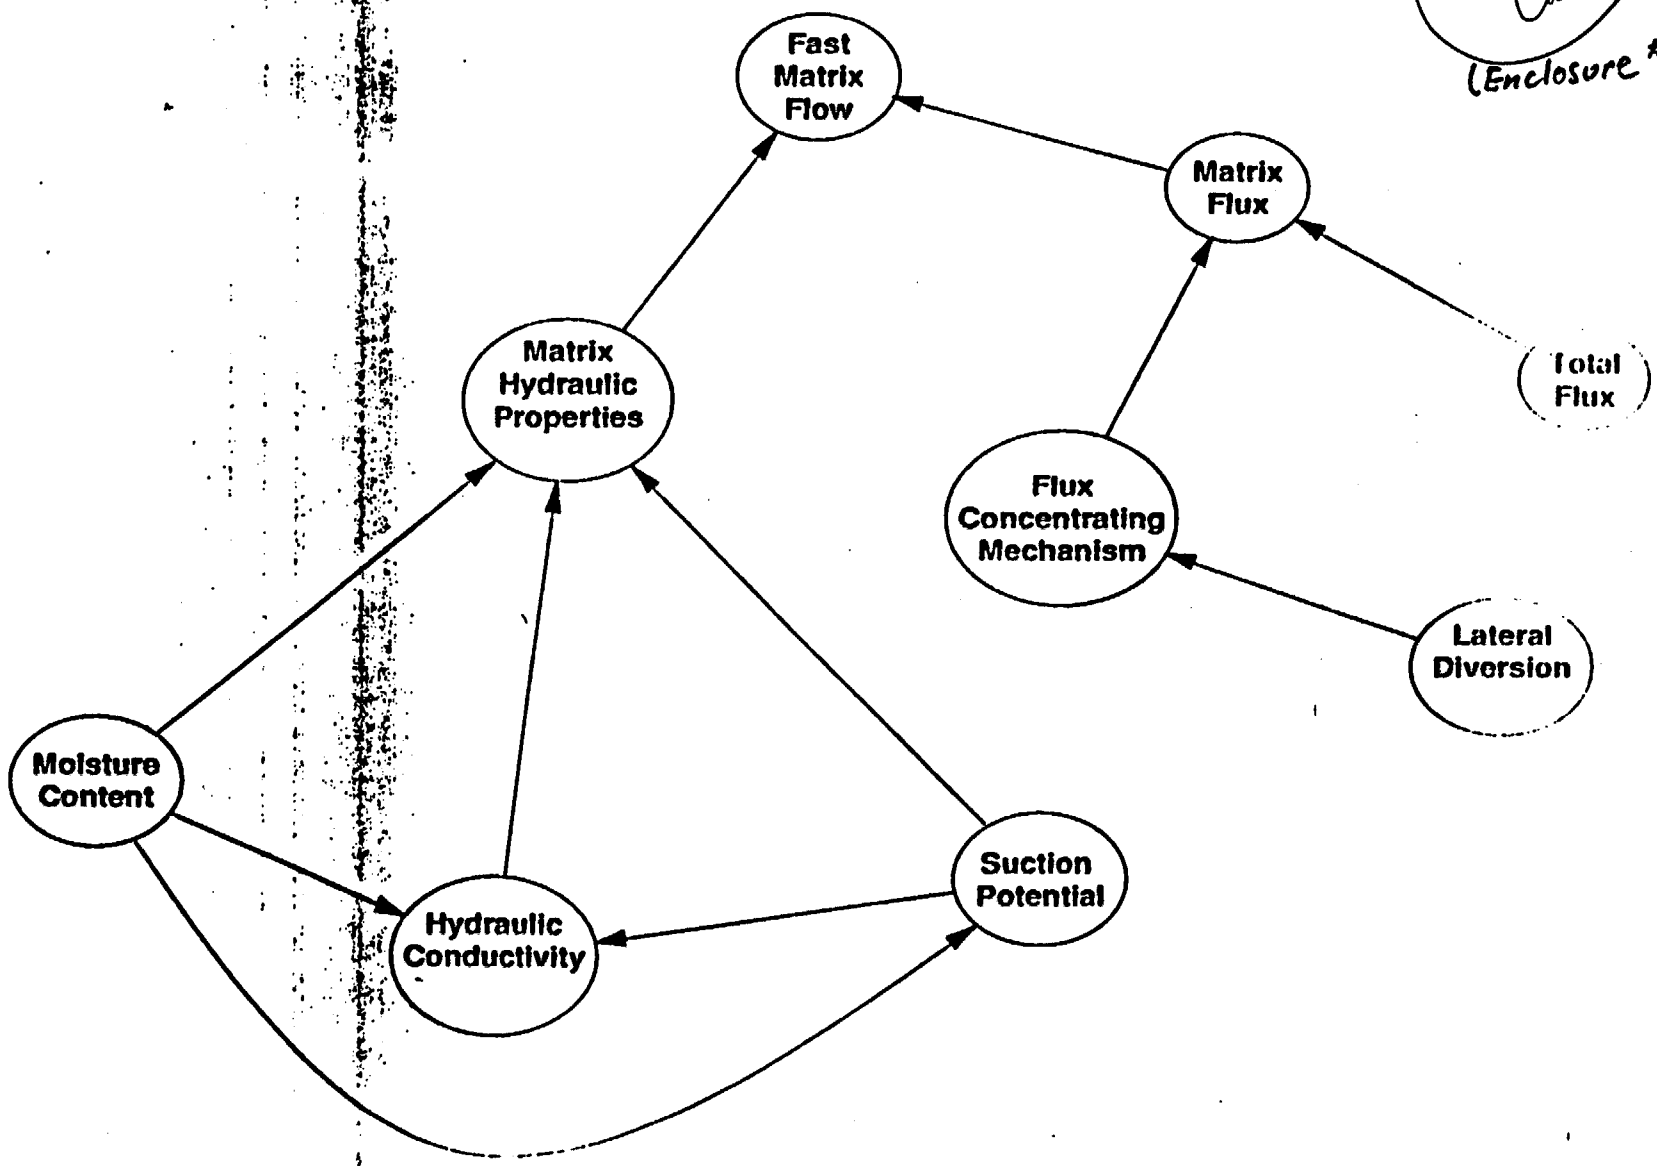 (Enclosure
Fast
Matrix
Flow
Matrix
Flux
Total
Flux
Matrix
Hydraulic
Properties
Flux
Concentrating
Mechanism
Lateral
Diversion
Moisture
Content
Suction
Potential
Hydraulic
Conductivity